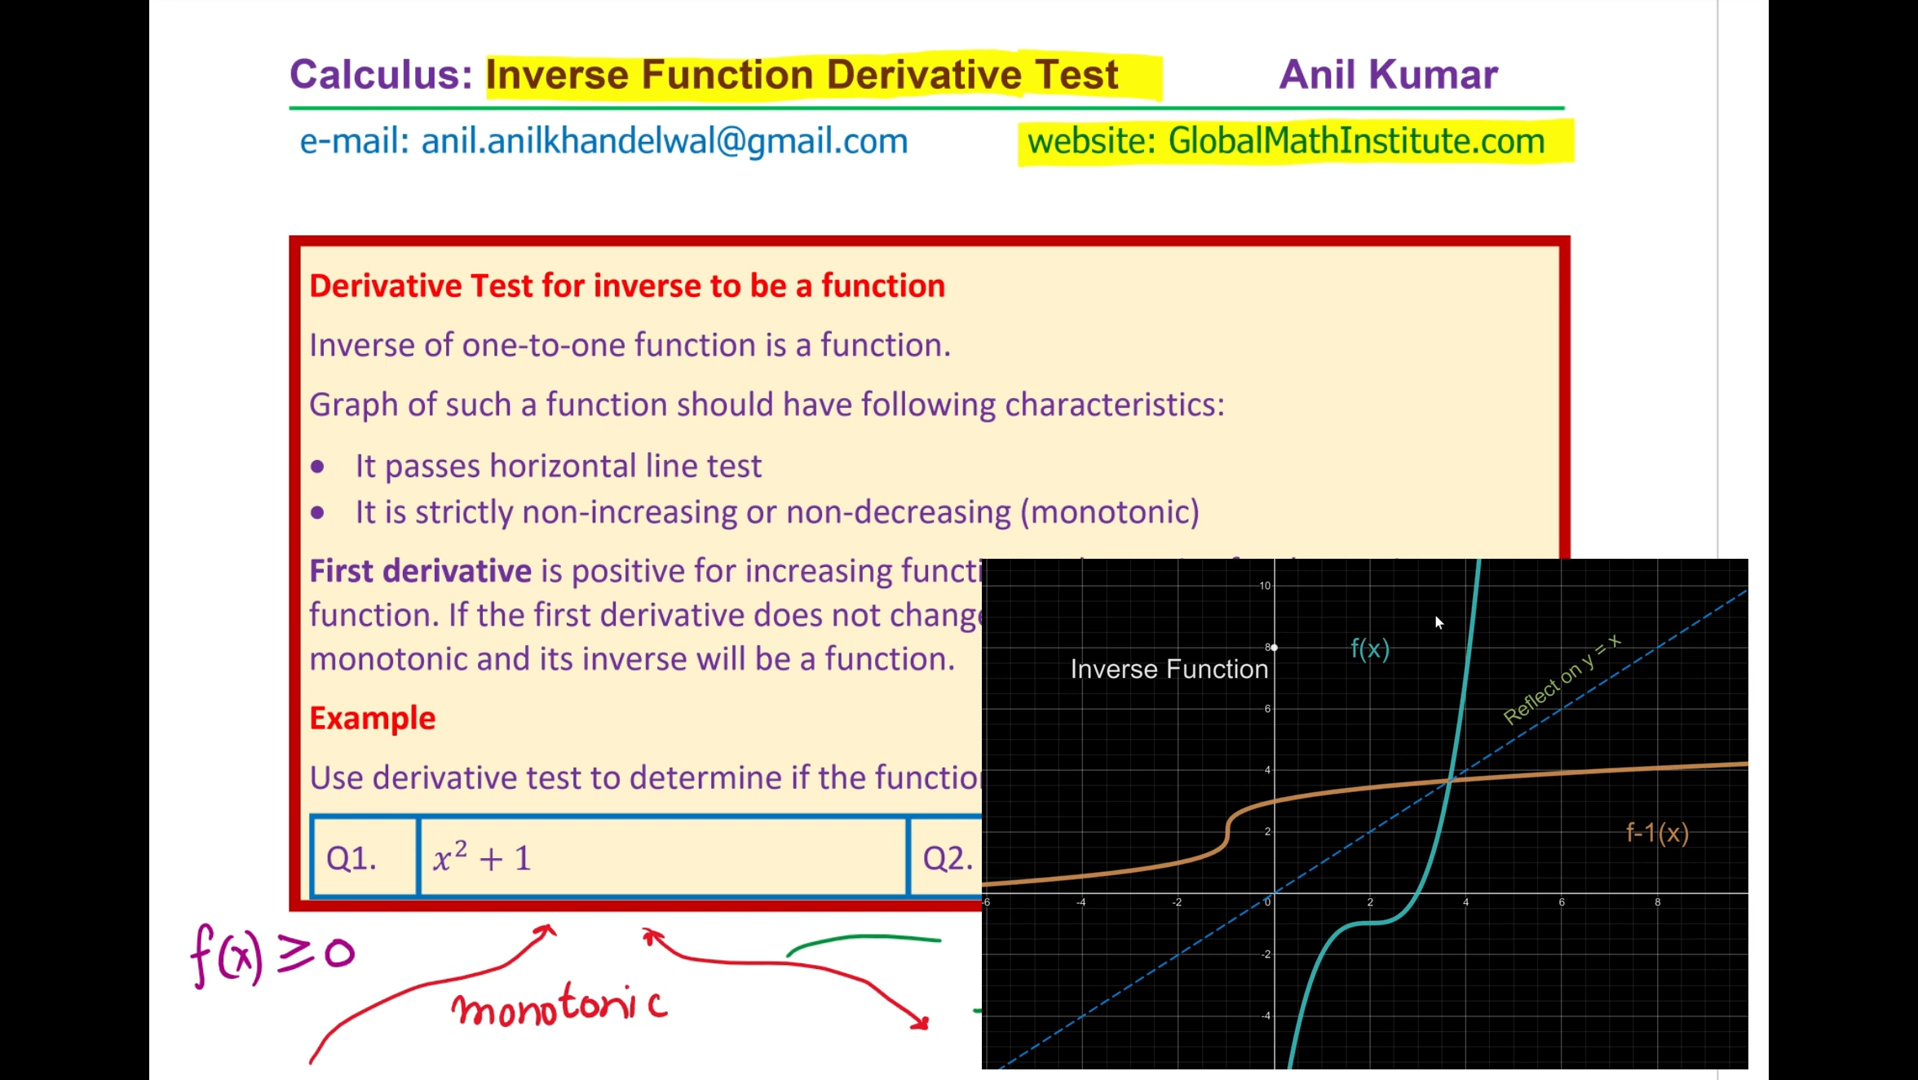 Calculus: Inverse Function Derivative Test Anil Kumar
e-mail: anil.anilkhandelwal@gmail.com website: GlobalMathInstitute.com
Derivative Test for inverse to be a function
Inverse of one-to-one function is a function.
Graph of such a function should have following characteristics:
• It passes horizontal line test
• It is strictly non-increasing or non-decreasing (monotonic)
First derivative is positive for increasing
function. If the first derivative does not
monotonic and its inverse will be a function.
Example
Use derivative test to determine if the
Q1. x² + 1 Q2.
f(x) ≥ 0
monotonic
Inverse Function
f(x)
Reflect on y = x
f-1(x)
10
8
6
4
2
-6 -4 -2 0 2 4 6 8
-2
-4